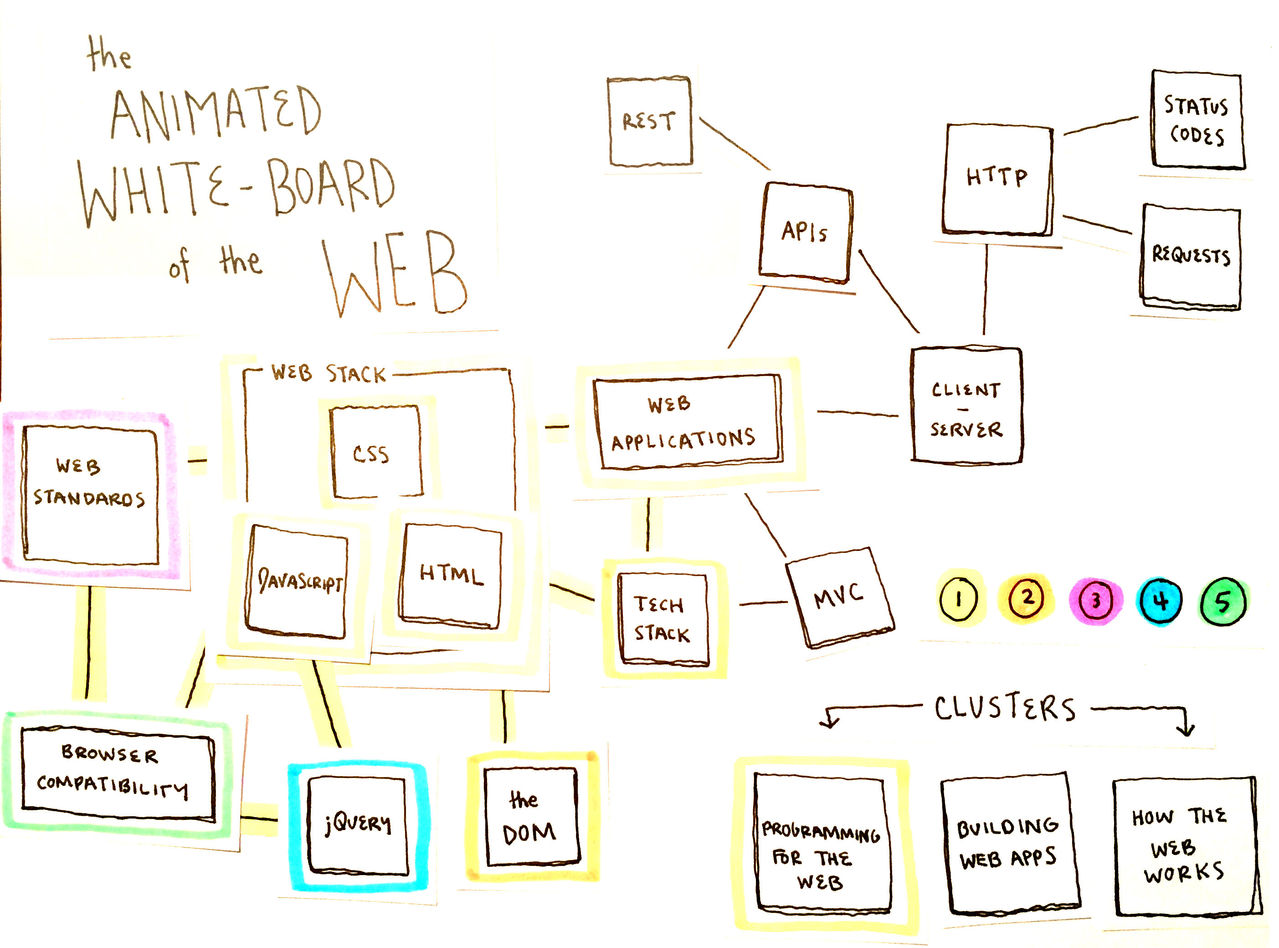 the
ANIMATED
WHITE-BOARD
of the WEB
REST
APIs
HTTP
STATUS
CODES
REQUESTS
CLIENT
-
SERVER
WEB STACK
CSS
JAVASCRIPT
HTML
WEB
APPLICATIONS
WEB
STANDARDS
TECH
STACK
MVC
1 2 3 4 5
BROWSER
COMPATIBILITY
jQUERY
the
DOM
CLUSTERS
PROGRAMMING
FOR THE
WEB
BUILDING
WEB APPS
HOW THE
WEB
WORKS